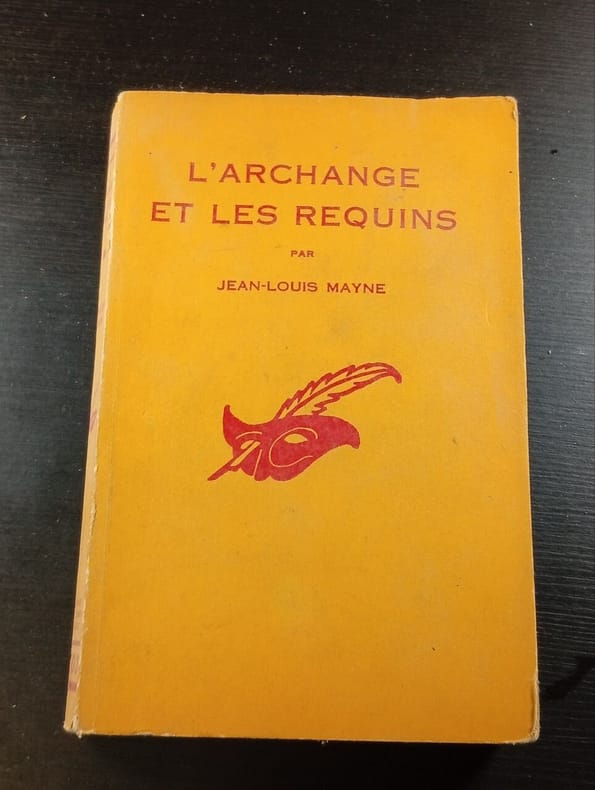 L'ARCHANGE
ET LES REQUINS
PAR
JEAN-LOUIS MAYNE